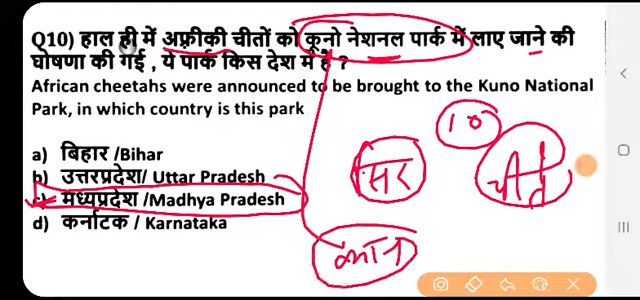 Q10) हाल ही में अफ्रीकी चीतों को कूनो नेशनल पार्क में लाए जाने की
घोषणा की गई , ये पार्क किस देश में है ?
African cheetahs were announced to be brought to the Kuno National
Park, in which country is this park
a) बिहार /Bihar
b) उत्तरप्रदेश/ Uttar Pradesh
मध्यप्रदेश /Madhya Pradesh
d) कर्नाटक / Karnataka
10